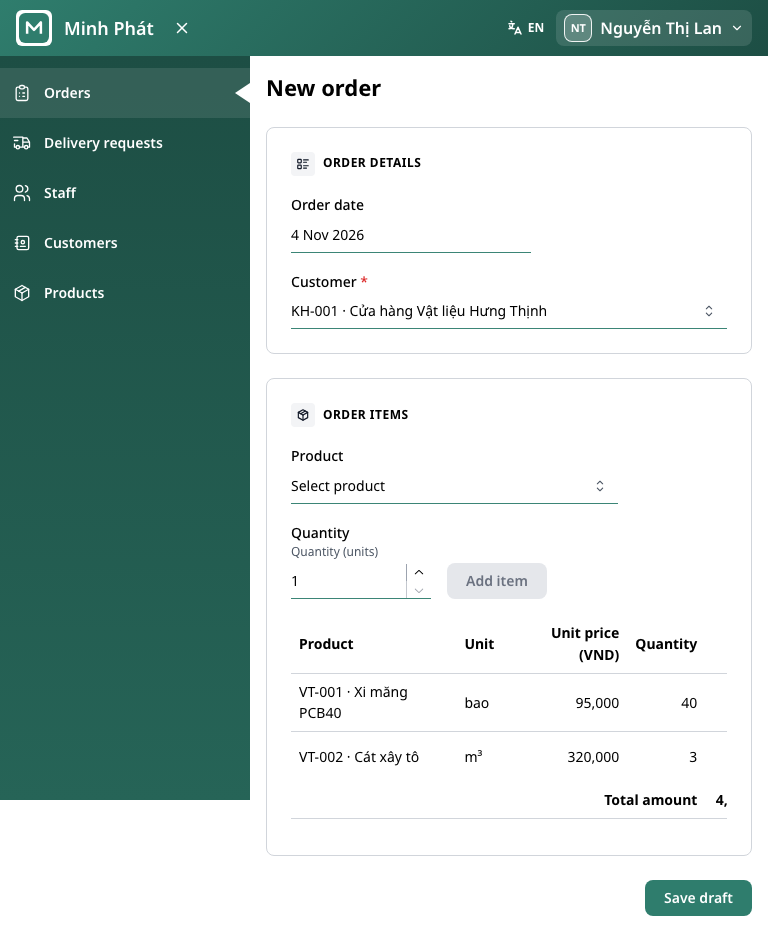 Minh Phát
EN
NT
Nguyễn Thị Lan
Orders
Delivery requests
Staff
Customers
Products
New order
ORDER DETAILS
Order date
4 Nov 2026
Customer *
KH-001 · Cửa hàng Vật liệu Hưng Thịnh
ORDER ITEMS
Product
Select product
Quantity
Quantity (units)
1
Add item
Product Unit Unit price (VND) Quantity
VT-001 · Xi măng PCB40 bao 95,000 40
VT-002 · Cát xây tô m³ 320,000 3
Total amount 4,
Save draft